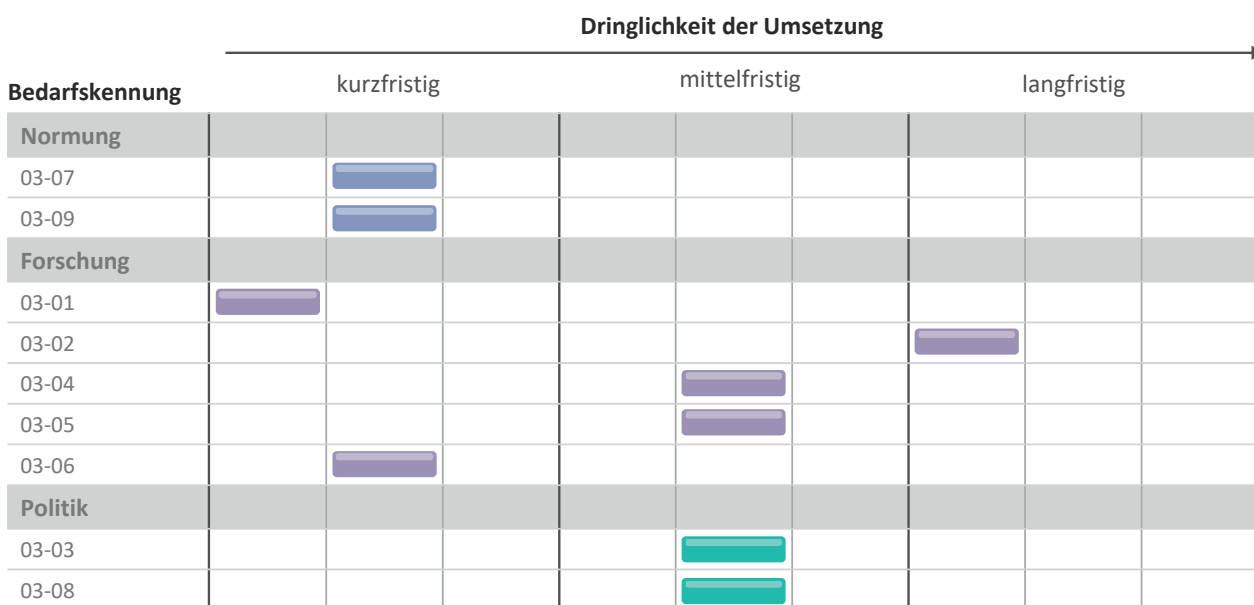 Dringlichkeit der Umsetzung
Bedarfskennung
kurzfristig
mittelfristig
langfristig
Normung
03-07
03-09
Forschung
03-01
03-02
03-04
03-05
03-06
Politik
03-03
03-08